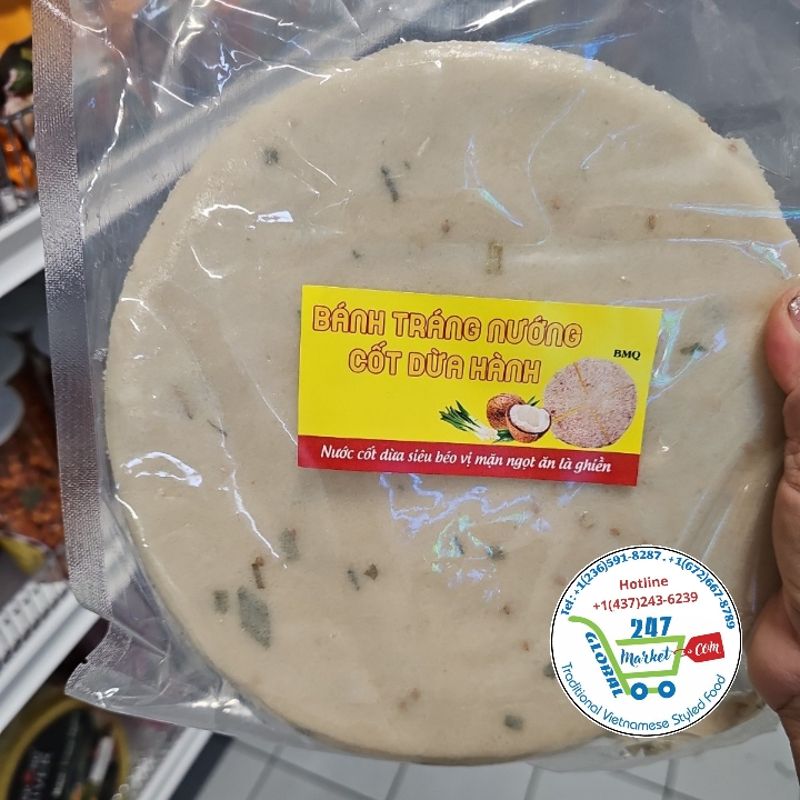 BÁNH TRÁNG NƯỚNG
CỐT DỪA HÀNH
BMQ
Nước cốt dừa siêu béo vị mặn ngọt ăn là ghiền
Tel: +1(236)591-8287 . +1(672)667-8789
Hotline
+1(437)243-6239
247
GLOBAL
Market
.com
Traditional Vietnamese Styled Food